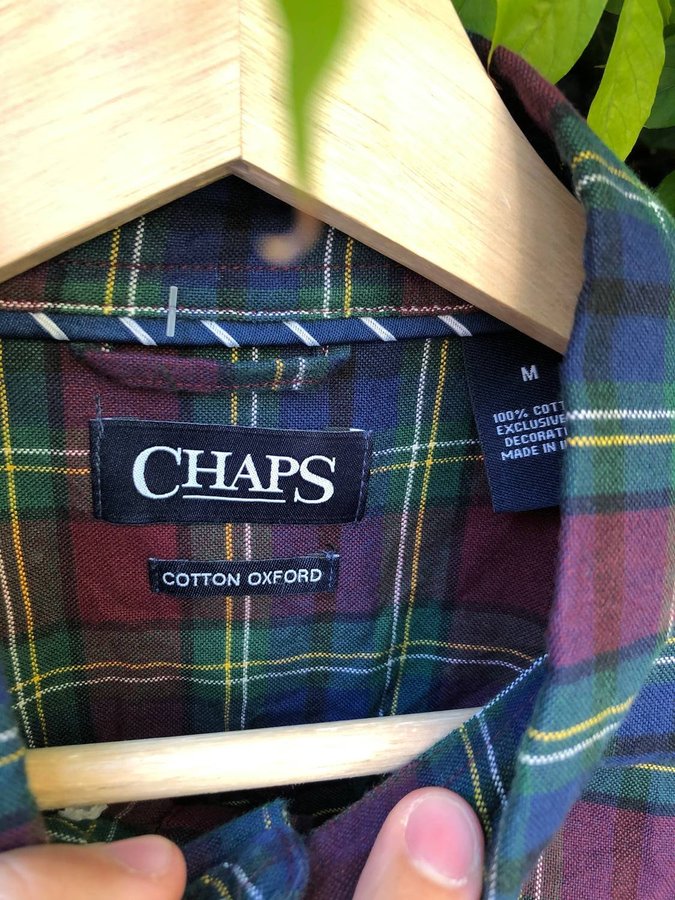 CHAPS
COTTON OXFORD
M
100%
EXCLUSIVE
MADE IN